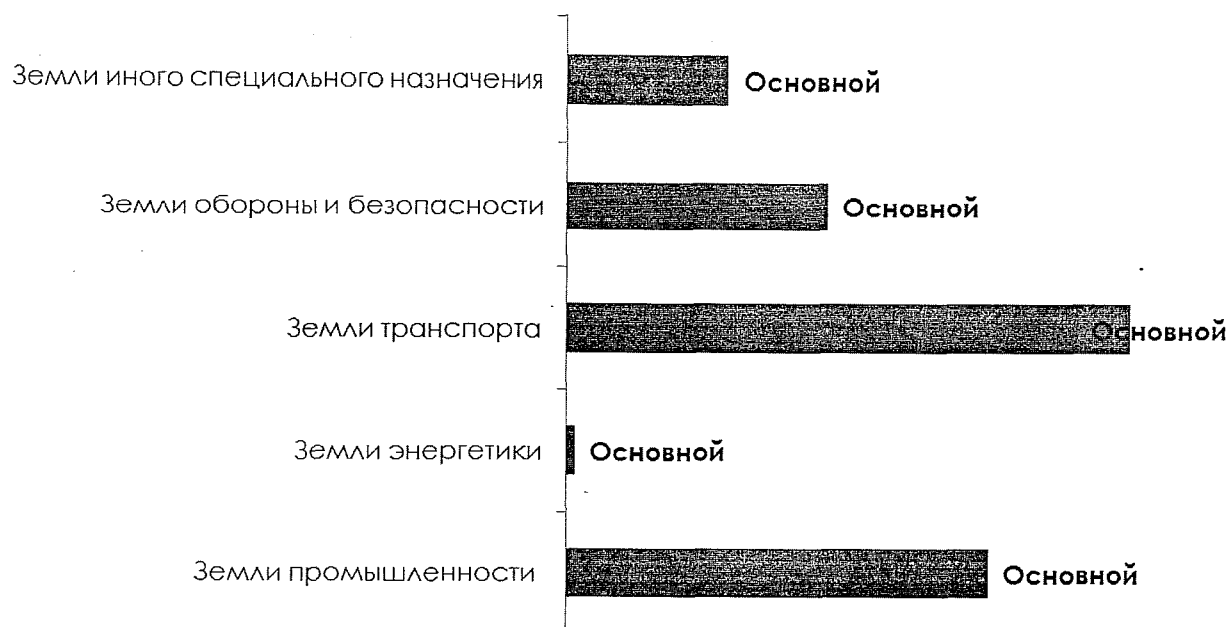 Земли иного специального назначения Основной
Земли обороны и безопасности Основной
Земли транспорта Основной
Земли энергетики Основной
Земли промышленности Основной